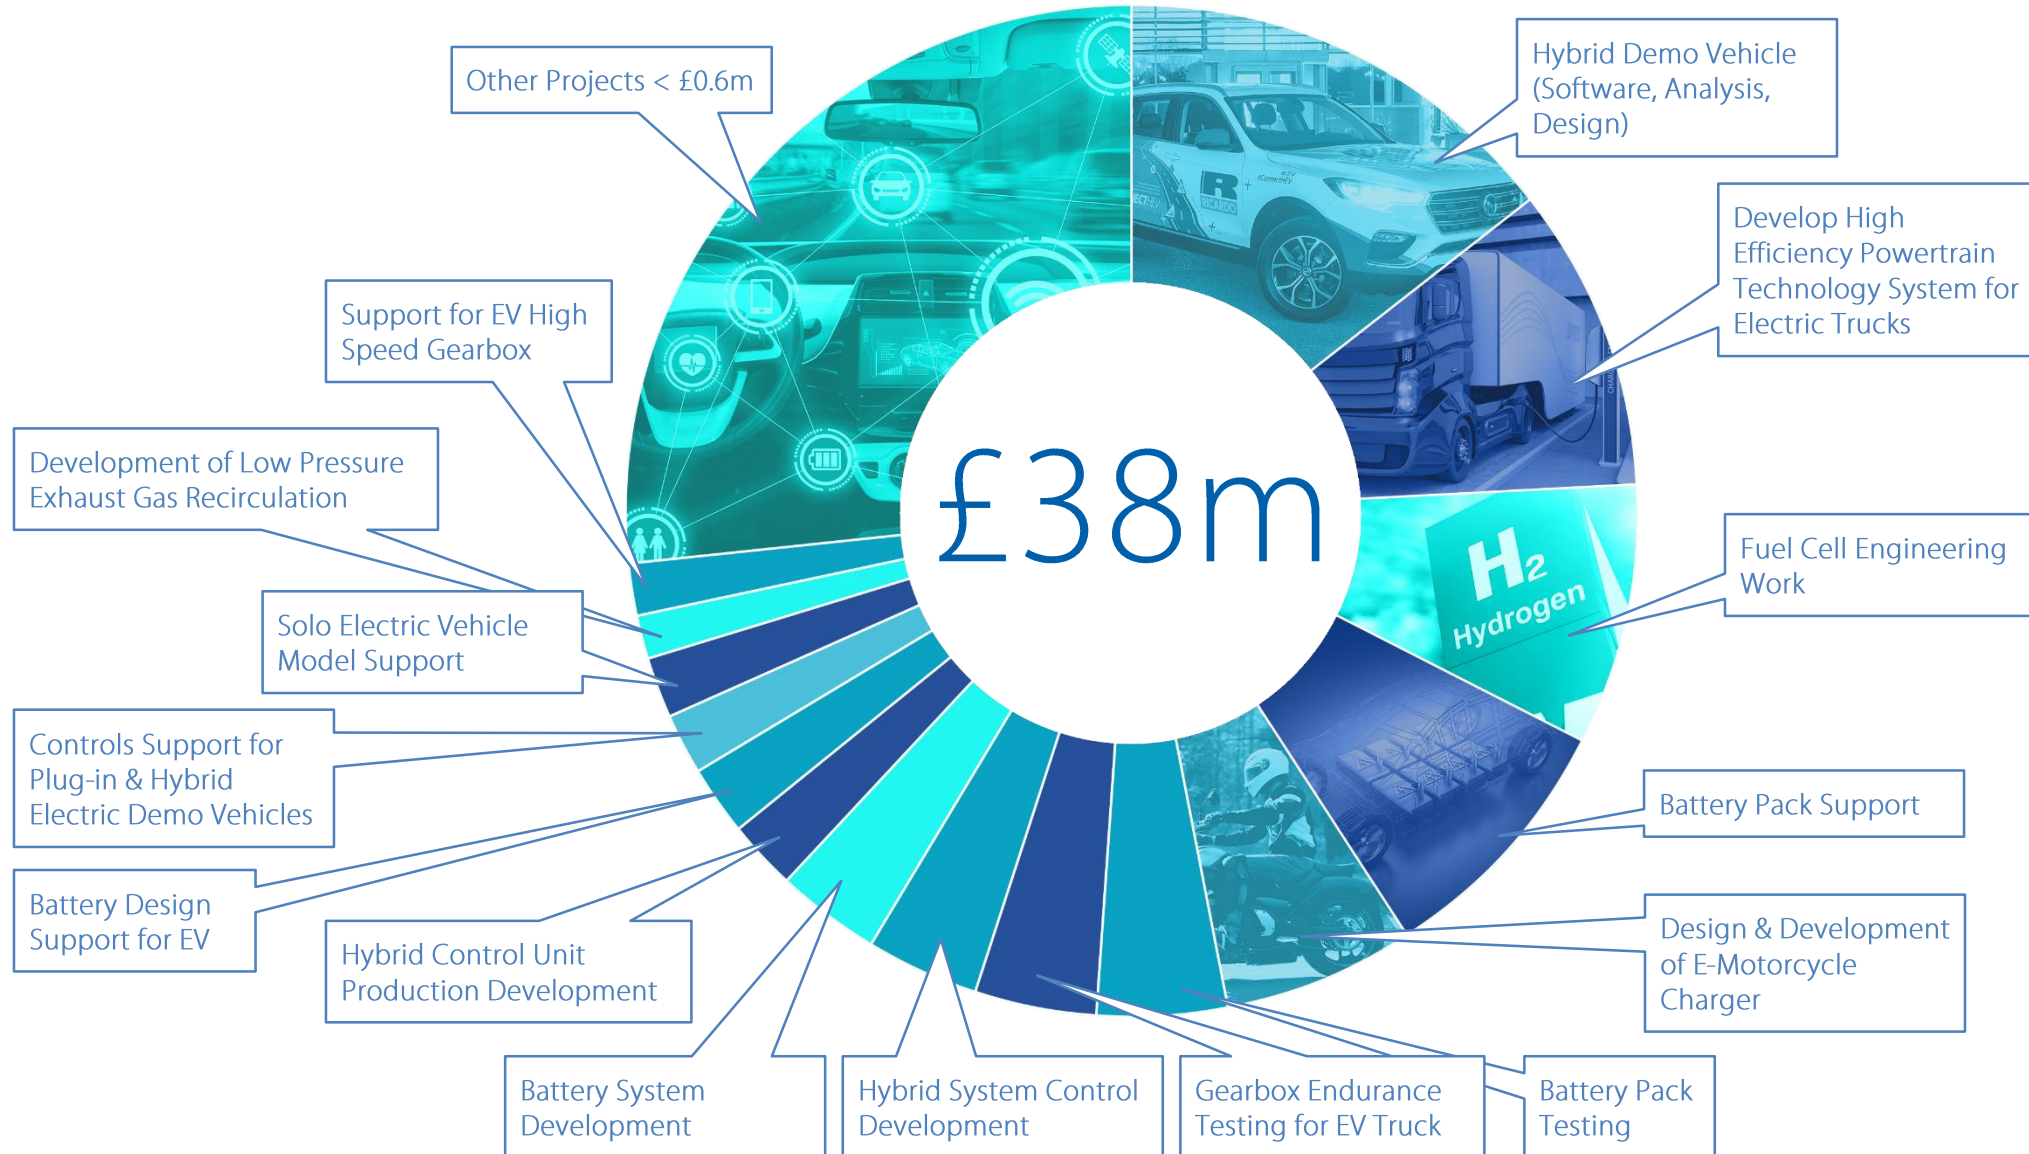 Other Projects < £0.6m
Hybrid Demo Vehicle
(Software, Analysis,
Design)
Develop High
Efficiency Powertrain
Technology System for
Electric Trucks
Fuel Cell Engineering
Work
Battery Pack Support
Design & Development
of E-Motorcycle
Charger
Battery Pack
Testing
Gearbox Endurance
Testing for EV Truck
Hybrid System Control
Development
Battery System
Development
Hybrid Control Unit
Production Development
Battery Design
Support for EV
Controls Support for
Plug-in & Hybrid
Electric Demo Vehicles
Solo Electric Vehicle
Model Support
Development of Low Pressure
Exhaust Gas Recirculation
Support for EV High
Speed Gearbox
£38m
R
RICARDO
H2
Hydrogen